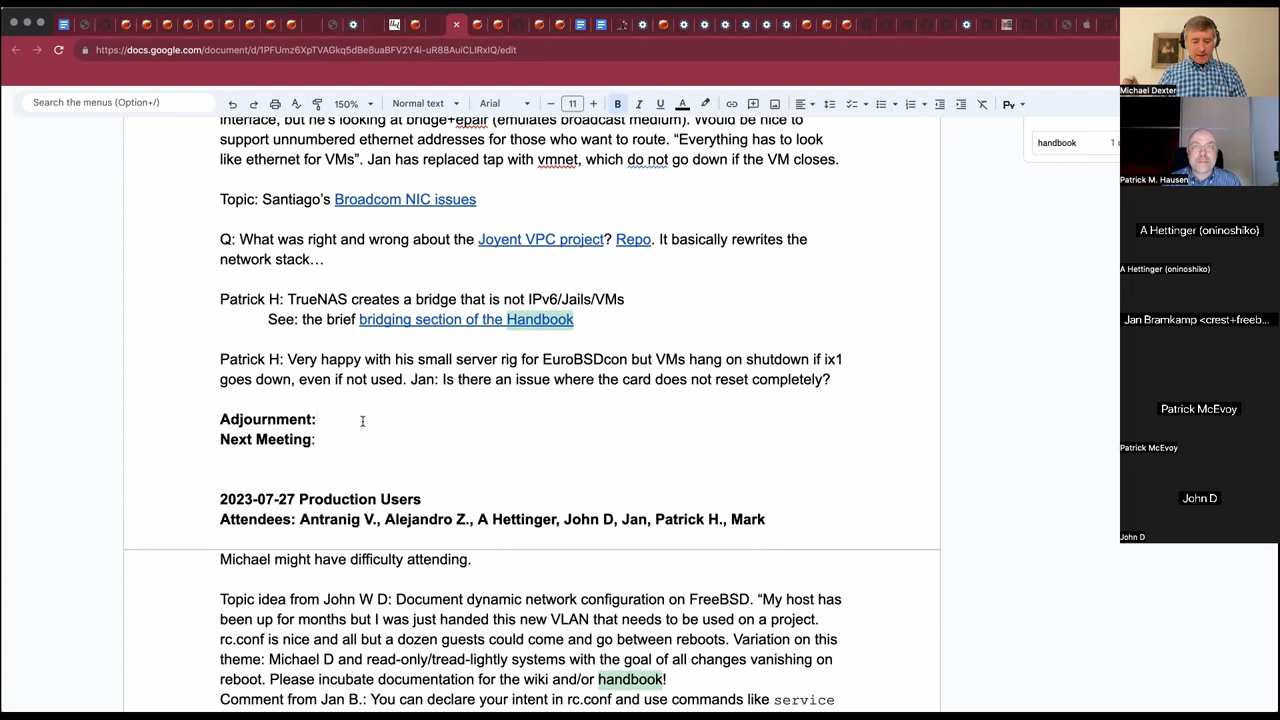 https://docs.google.com/document/d/1PFUmz6XpTVAGkq5dBe8uaBFV2Y4i-uR88AuiCLlRxlQ/edit
Search the menus (Option+/)
150%
Normal text
Arial
11
B
I
U
A
interface, but he's looking at bridge+epair (emulates broadcast medium). Would be nice to
support unnumbered ethernet addresses for those who want to route. “Everything has to look
like ethernet for VMs”. Jan has replaced tap with vmnet, which do not go down if the VM closes.
Topic: Santiago’s Broadcom NIC issues
Q: What was right and wrong about the Joyent VPC project? Repo. It basically rewrites the
network stack…
Patrick H: TrueNAS creates a bridge that is not IPv6/Jails/VMs
See: the brief bridging section of the Handbook
Patrick H: Very happy with his small server rig for EuroBSDcon but VMs hang on shutdown if ix1
goes down, even if not used. Jan: Is there an issue where the card does not reset completely?
Adjournment:
Next Meeting:
2023-07-27 Production Users
Attendees: Antranig V., Alejandro Z., A Hettinger, John D, Jan, Patrick H., Mark
Michael might have difficulty attending.
Topic idea from John W D: Document dynamic network configuration on FreeBSD. “My host has
been up for months but I was just handed this new VLAN that needs to be used on a project.
rc.conf is nice and all but a dozen guests could come and go between reboots. Variation on this
theme: Michael D and read-only/tread-lightly systems with the goal of all changes vanishing on
reboot. Please incubate documentation for the wiki and/or handbook!
Comment from Jan B.: You can declare your intent in rc.conf and use commands like service
handbook
1
Michael Dexter
Patrick M. Hausen
A Hettinger (oninoshiko)
A Hettinger (oninoshiko)
Jan Bramkamp <crest+freeb...
Patrick McEvoy
Patrick McEvoy
John D
John D